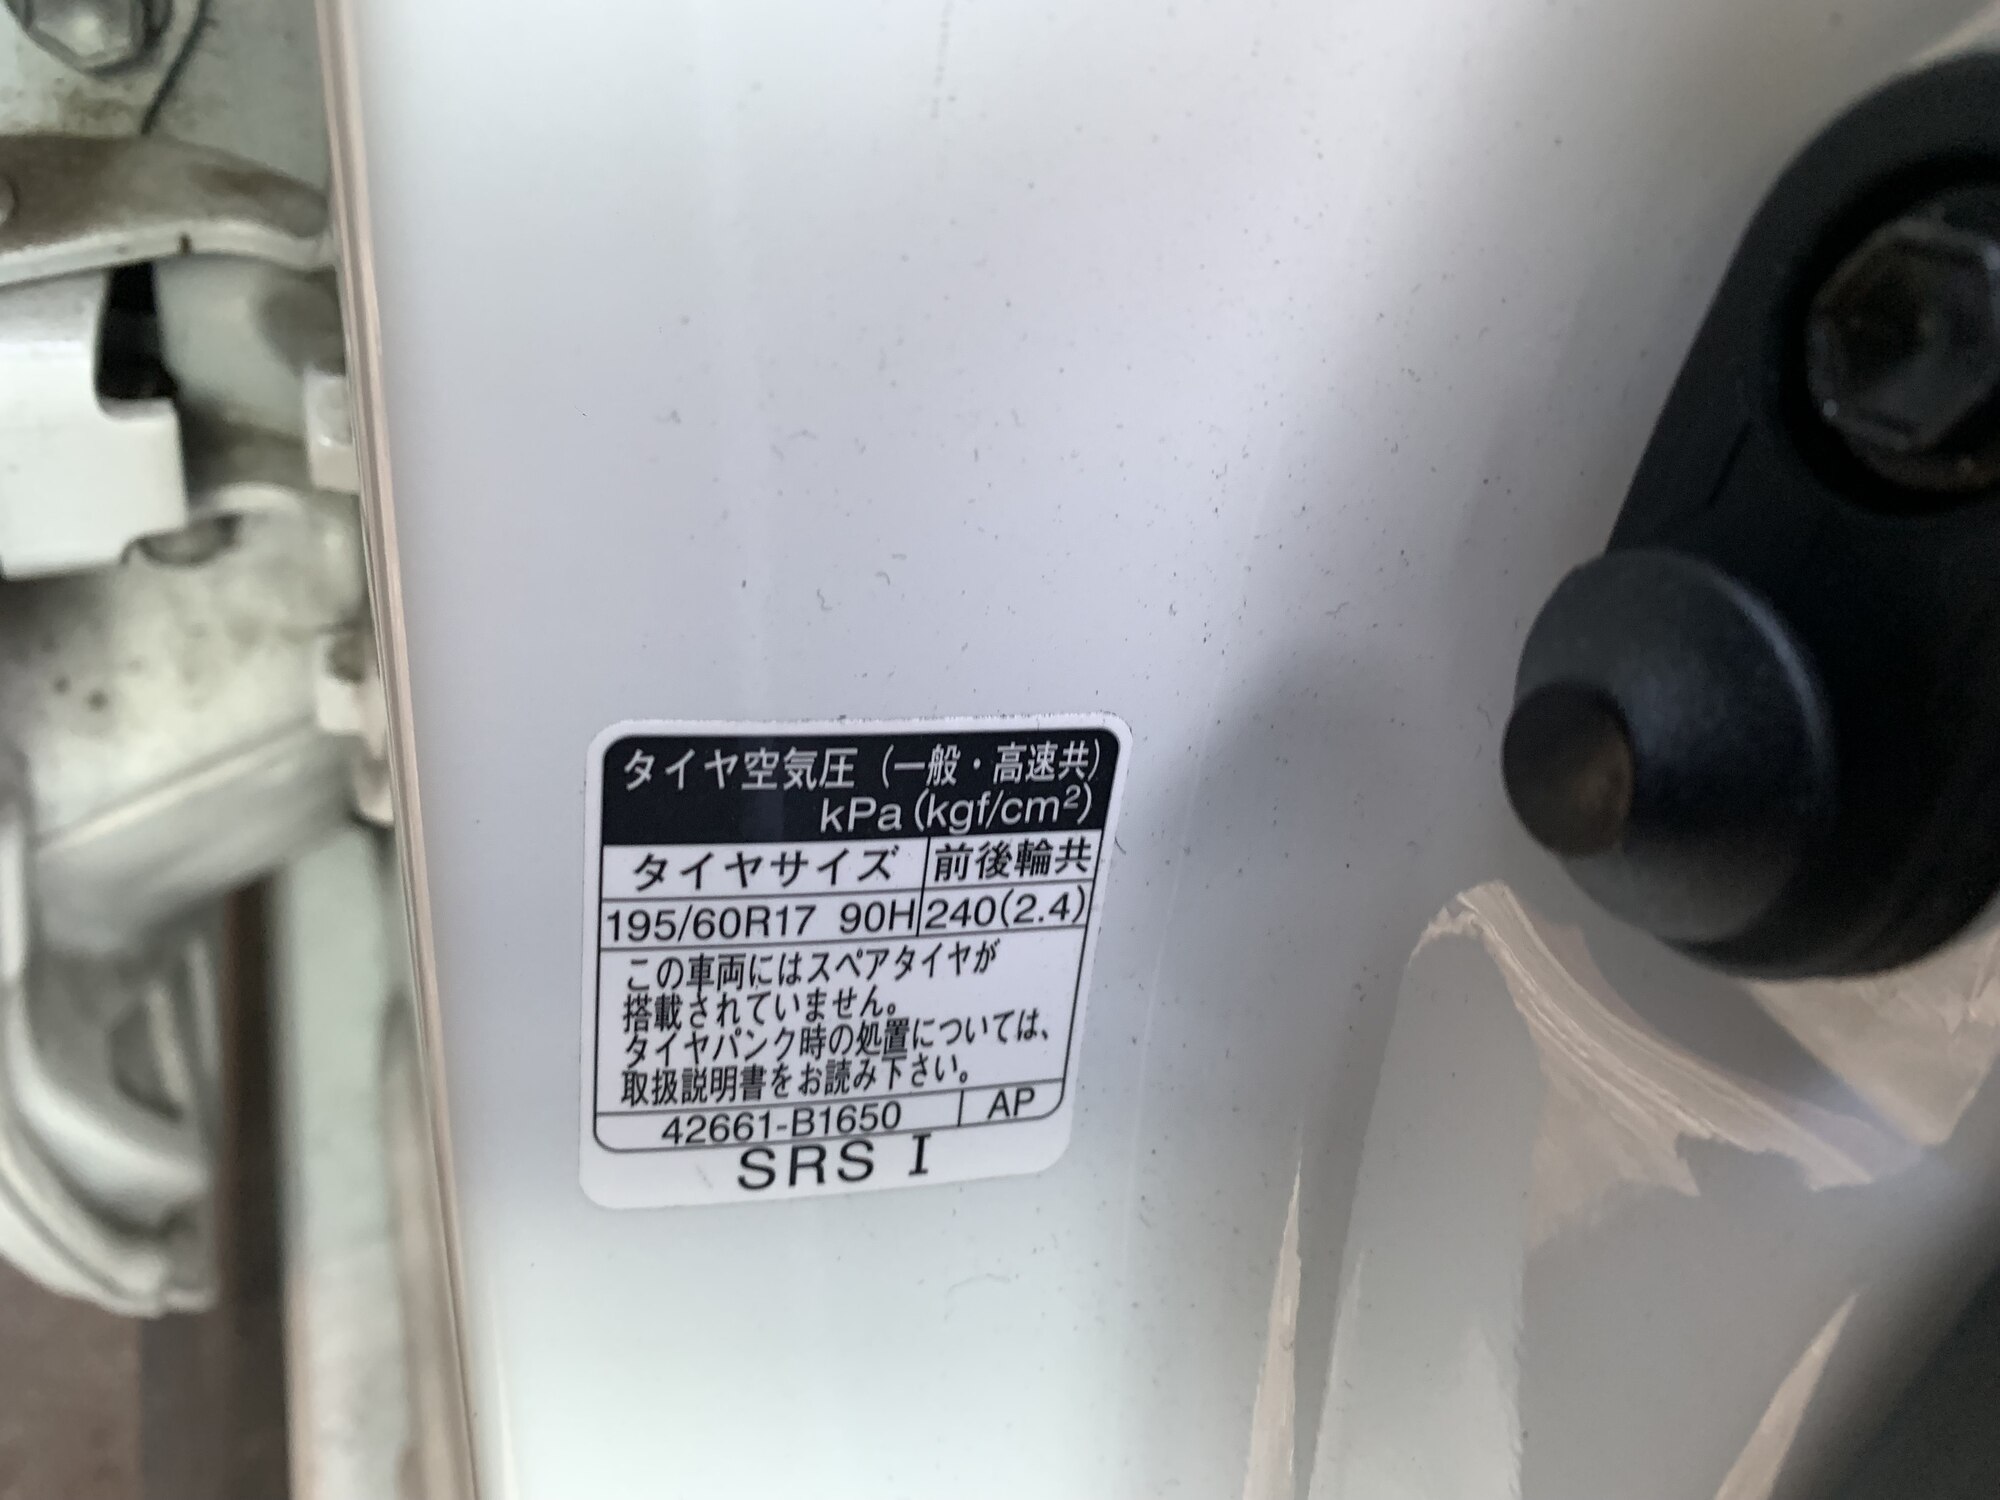 タイヤ空気圧（一般・高速共）
kPa(kgf/cm²)
タイヤサイズ 前後輪共
195/60R17 90H 240(2.4)
この車両にはスペアタイヤが
搭載されていません。
タイヤパンク時の処置については、
取扱説明書をお読み下さい。
42661-B1650 AP
SRS I